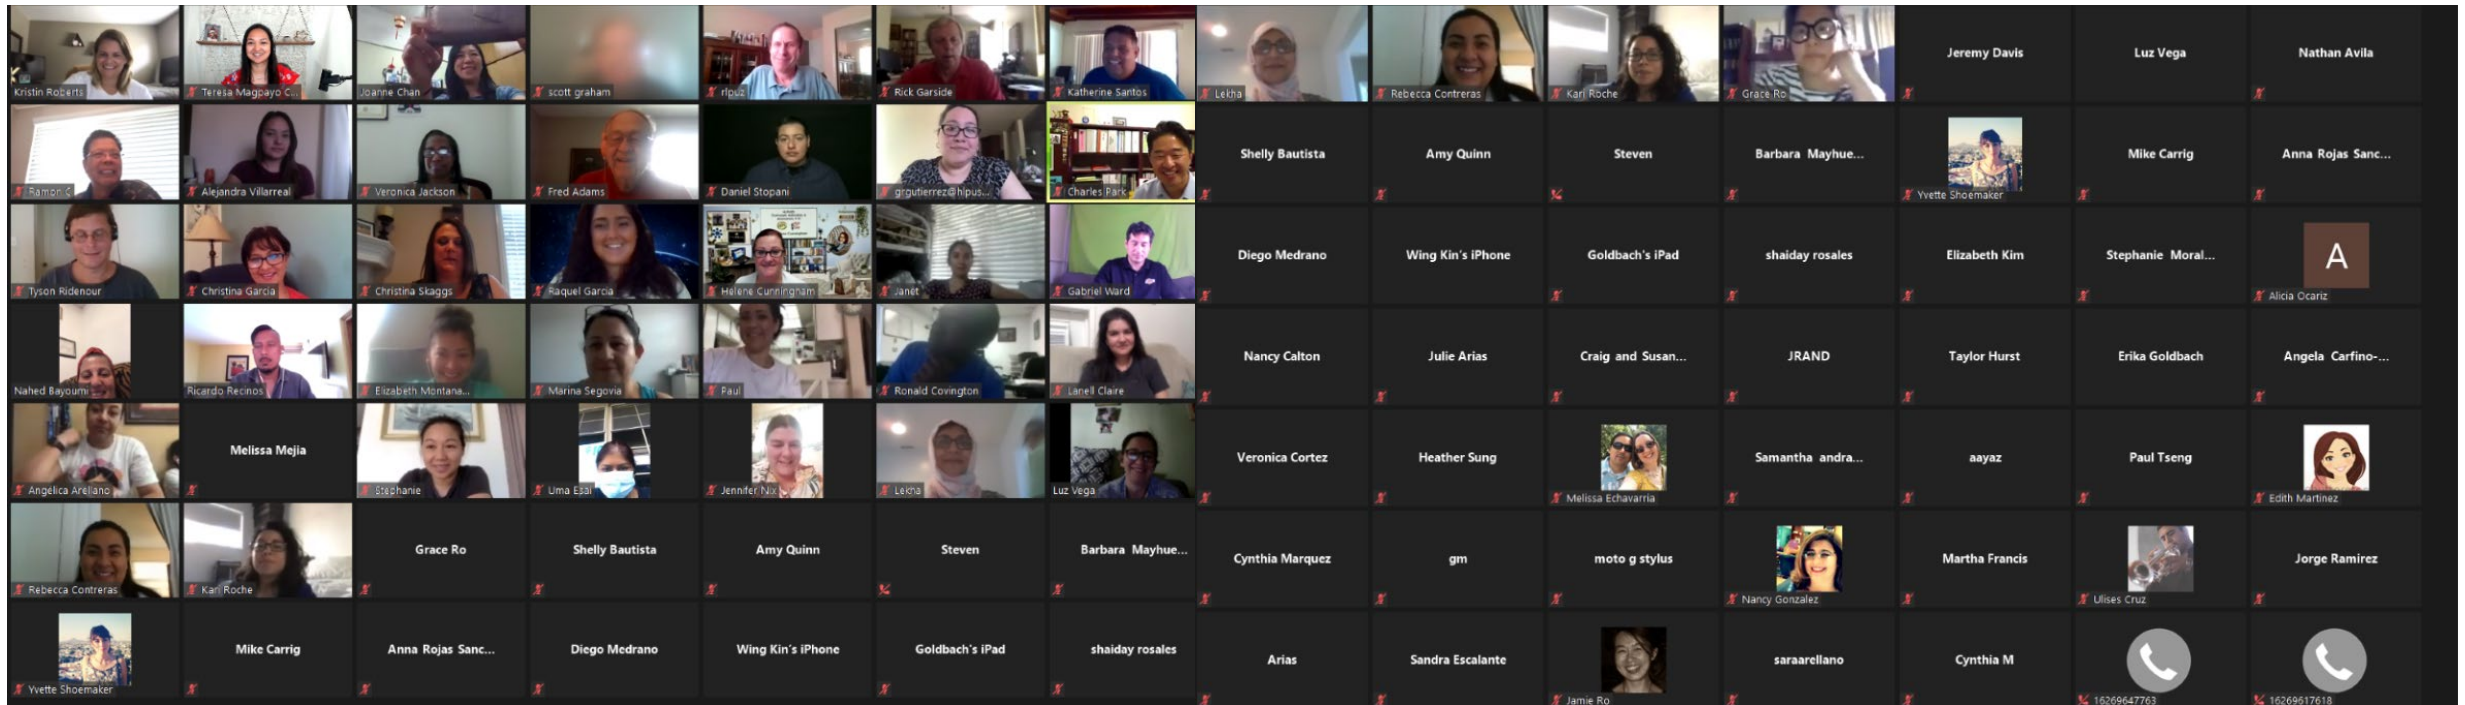 Kristin Roberts
Teresa Magpayo C...
Joanne Chan
scott graham
rlpuz
Rick Garside
Katherine Santos
Lekha
Rebecca Contreras
Kari Roche
Grace Ro
Jeremy Davis
Luz Vega
Nathan Avila
Ramon C
Alejandra Villarreal
Veronica Jackson
Fred Adams
Daniel Stopani
grgutierrez@hlpus...
Charles Park
Shelly Bautista
Amy Quinn
Steven
Barbara Mayhue...
Yvette Shoemaker
Mike Carrig
Anna Rojas Sanc...
Tyson Ridenour
Christina Garcia
Christina Skaggs
Raquel Garcia
Helene Cunningham
Janet
Gabriel Ward
Diego Medrano
Wing Kin's iPhone
Goldbach's iPad
shaiday rosales
Elizabeth Kim
Stephanie Moral...
A
Alicia Ocariz
Nahed Bayoumi
Ricardo Recinos
Elizabeth Montana...
Marina Segovia
Paul
Ronald Covington
Lanell Claire
Nancy Calton
Julie Arias
Craig and Susan...
JRAND
Taylor Hurst
Erika Goldbach
Angela Carfino-...
Angelica Arellano
Melissa Mejia
Stephanie
Uma Esai
Jennifer Nix
Lekha
Luz Vega
Veronica Cortez
Heather Sung
Melissa Echavarria
Samantha andra...
aayaz
Paul Tseng
Edith Martinez
Rebecca Contreras
Kari Roche
Grace Ro
Shelly Bautista
Amy Quinn
Steven
Barbara Mayhue...
Cynthia Marquez
gm
moto g stylus
Nancy Gonzalez
Martha Francis
Ulises Cruz
Jorge Ramirez
Yvette Shoemaker
Mike Carrig
Anna Rojas Sanc...
Diego Medrano
Wing Kin's iPhone
Goldbach's iPad
shaiday rosales
Arias
Sandra Escalante
Jamie Ro
saraarellano
Cynthia M
16269647763
16269617618